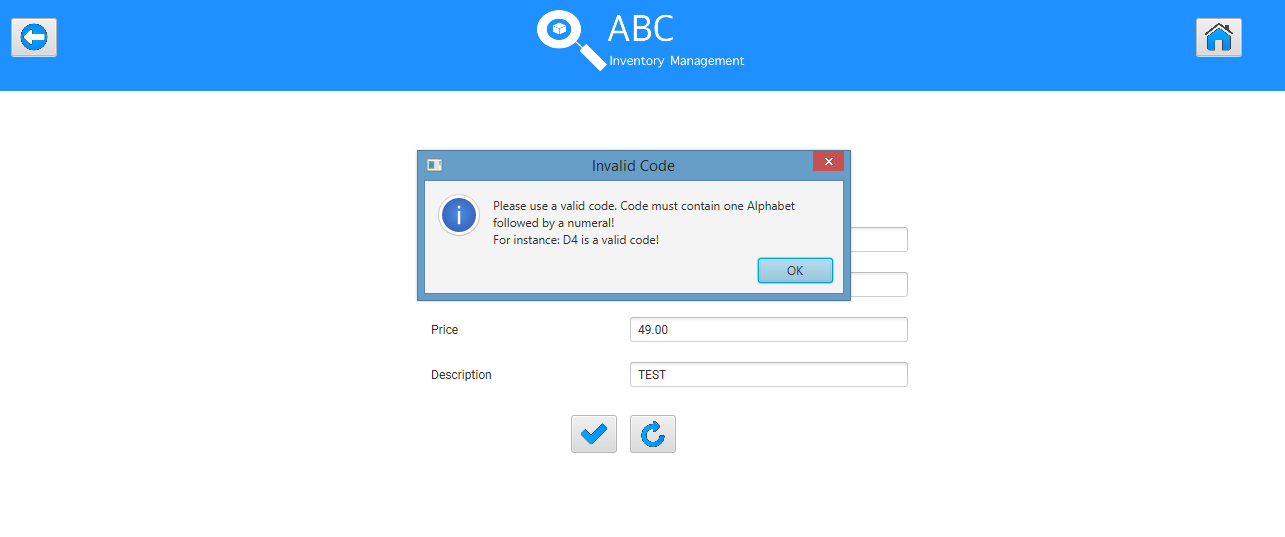 ABC
Inventory Management
Invalid Code
Please use a valid code. Code must contain one Alphabet
followed by a numeral!
For instance: D4 is a valid code!
OK
Price
49.00
Description
TEST